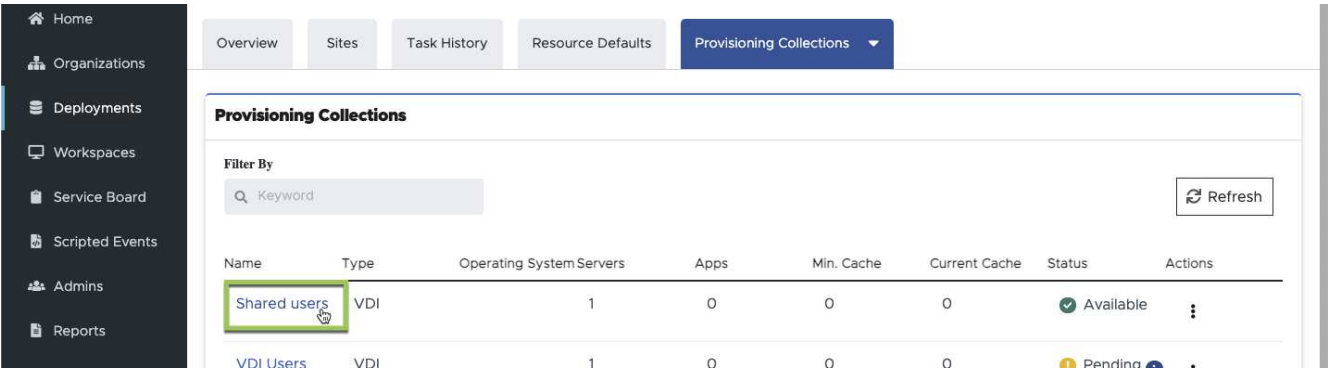 Home
Organizations
Deployments
Workspaces
Service Board
Scripted Events
Admins
Reports
Overview Sites Task History Resource Defaults Provisioning Collections
Provisioning Collections
Filter By
Keyword
Refresh
Name Type Operating System Servers Apps Min. Cache Current Cache Status Actions
Shared users VDI 1 0 0 0 Available
VDI Users VDI 1 0 0 0 Pending